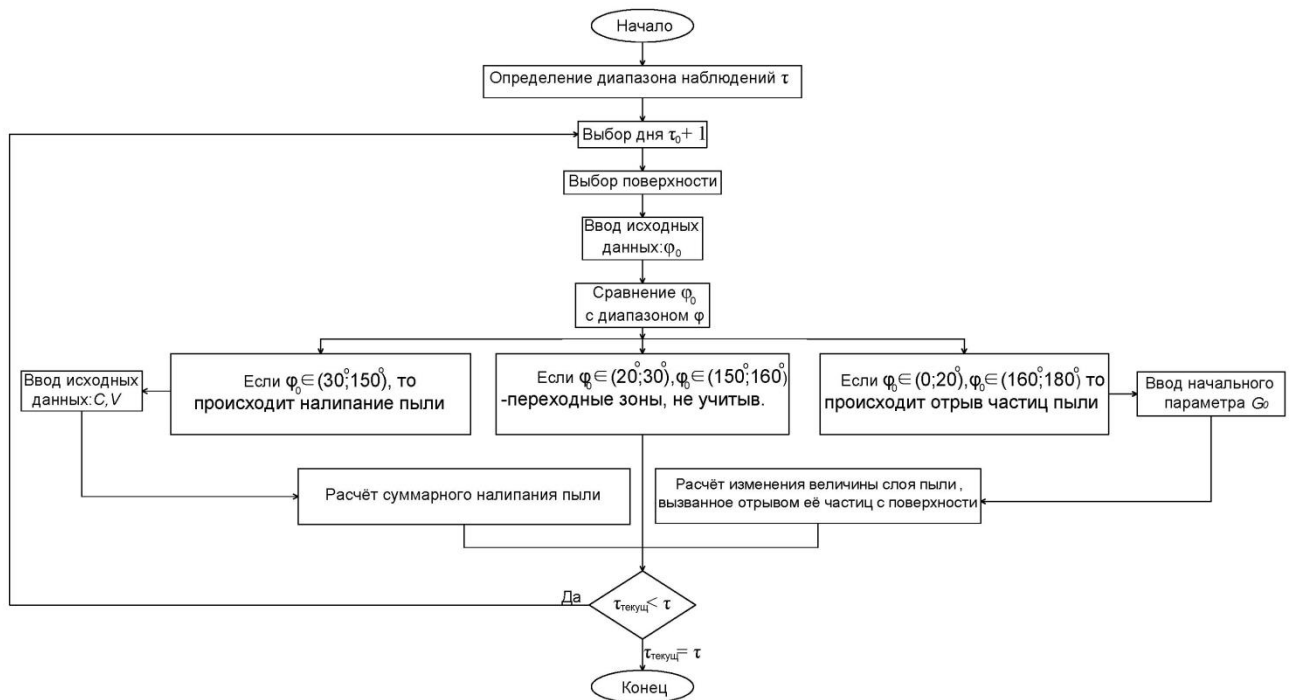 Начало
Определение диапазона наблюдений τ
Выбор дня τ₀+ 1
Выбор поверхности
Ввод исходных
данных:φ₀
Сравнение φ₀
с диапазоном φ
Ввод исходных
данных:C,V
Если φ₀∈(30°;150°), то
происходит налипание пыли
Если φ₀∈(20°;30°),φ₀∈(150°;160°)
-переходные зоны, не учитыв.
Если φ₀∈(0;20°),φ₀∈(160°;180°) то
происходит отрыв частиц пыли
Ввод начального
параметра G₀
Расчёт суммарного налипания пыли
Расчёт изменения величины слоя пыли ,
вызванное отрывом её частиц с поверхности
Да
τтекущ< τ
τтекущ= τ
Конец